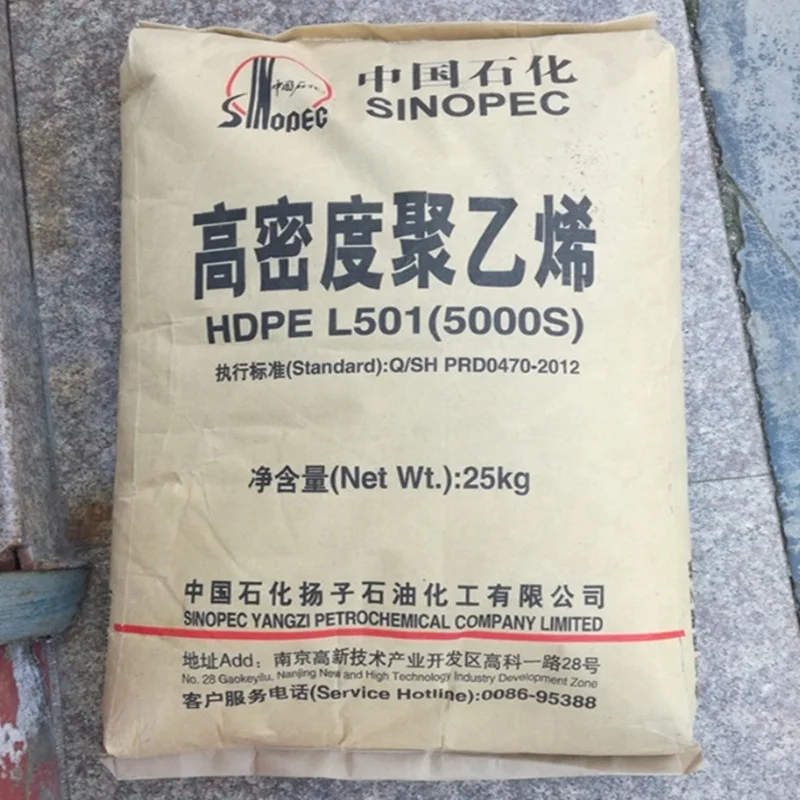 中国石化
SINOPEC
中国石化
SINOPEC
高密度聚乙烯
HDPE L501(5000S)
执行标准(Standard):Q/SH PRD0470-2012
净含量(Net Wt.):25kg
中国石化扬子石油化工有限公司
SINOPEC YANGZI PETROCHEMICAL COMPANY LIMITED
地址Add：南京高新技术产业开发区高科一路28号
No. 28 Gaokeyilu, Nanjing New and High Technology Industry Development Zone
客户服务电话(Service Hotline):0086-95388